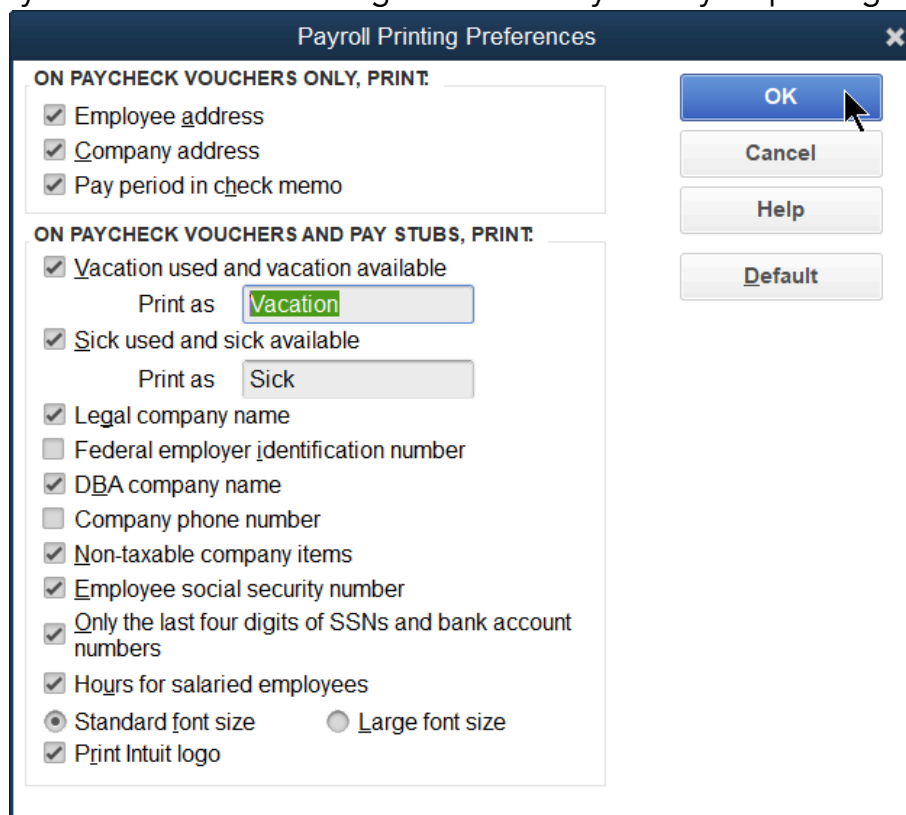 Payroll Printing Preferences
ON PAYCHECK VOUCHERS ONLY, PRINT:
Employee address
Company address
Pay period in check memo
OK
Cancel
Help
Default
ON PAYCHECK VOUCHERS AND PAY STUBS, PRINT:
Vacation used and vacation available
Print as Vacation
Sick used and sick available
Print as Sick
Legal company name
Federal employer identification number
DBA company name
Company phone number
Non-taxable company items
Employee social security number
Only the last four digits of SSNs and bank account
numbers
Hours for salaried employees
Standard font size Large font size
Print Intuit logo